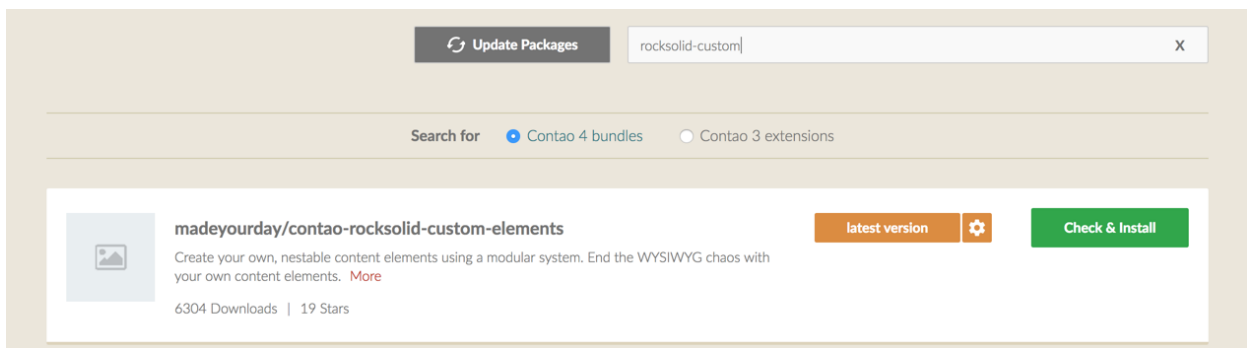 Update Packages
rocksolid-custom
X
Search for
Contao 4 bundles
Contao 3 extensions
madeyourday/contao-rocksolid-custom-elements
latest version
Check & Install
Create your own, nestable content elements using a modular system. End the WYSIWYG chaos with
your own content elements. More
6304 Downloads | 19 Stars